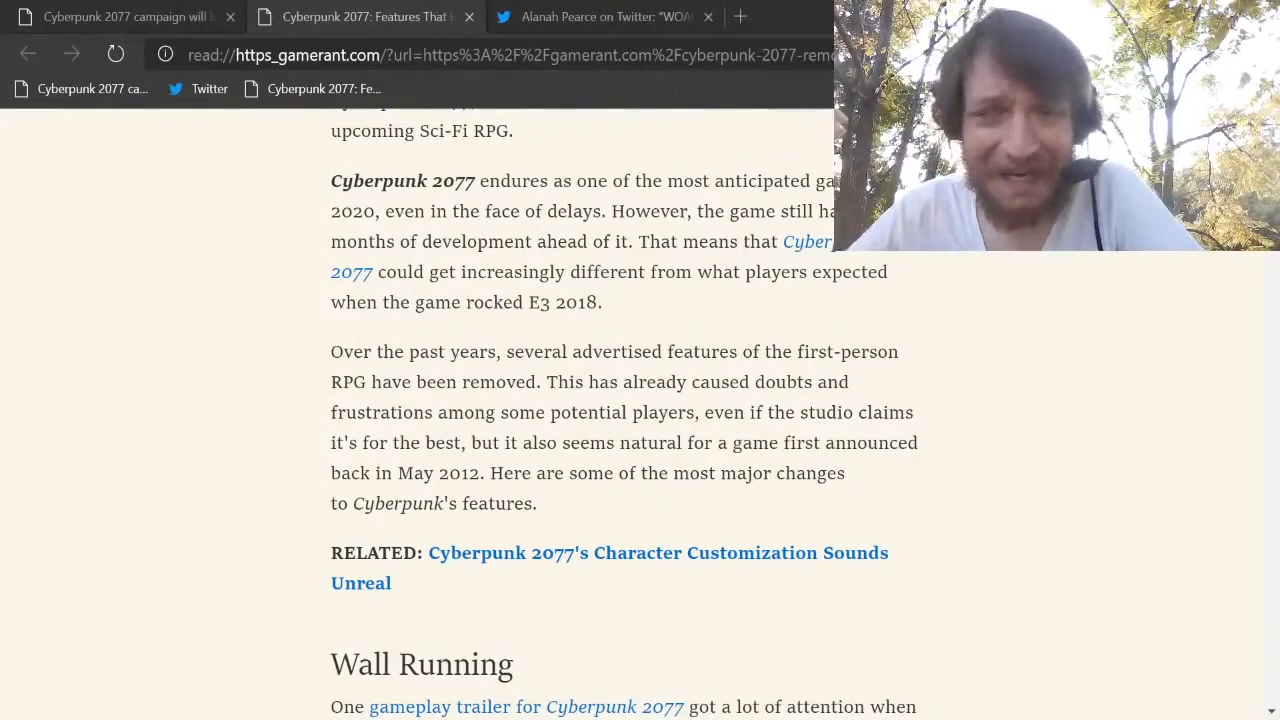 Cyberpunk 2077 campaign will
Cyberpunk 2077: Features That
Alanah Pearce on Twitter: "WOA
read://https_gamerant.com/?url=https%3A%2F%2Fgamerant.com%2Fcyberpunk-2077-rem
Cyberpunk 2077 ca...
Twitter
Cyberpunk 2077: Fe...
upcoming Sci-Fi RPG.
Cyberpunk 2077 endures as one of the most anticipated ga
2020, even in the face of delays. However, the game still ha
months of development ahead of it. That means that Cyber
2077 could get increasingly different from what players expected
when the game rocked E3 2018.
Over the past years, several advertised features of the first-person
RPG have been removed. This has already caused doubts and
frustrations among some potential players, even if the studio claims
it's for the best, but it also seems natural for a game first announced
back in May 2012. Here are some of the most major changes
to Cyberpunk's features.
RELATED: Cyberpunk 2077's Character Customization Sounds
Unreal
Wall Running
One gameplay trailer for Cyberpunk 2077 got a lot of attention when